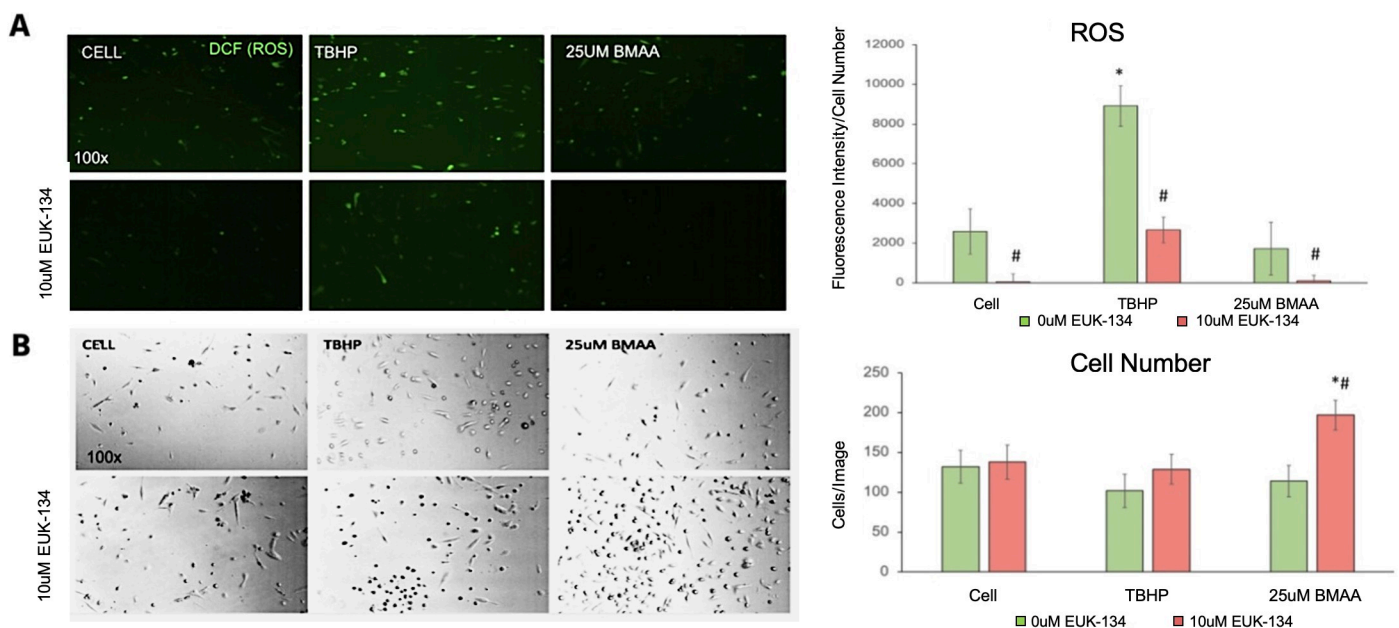 A
CELL
DCF (ROS)
TBHP
25UM BMAA
100x
10uM EUK-134
ROS
Fluorescence Intensity/Cell Number
12000
10000
8000
6000
4000
2000
0
*
#
#
#
Cell
TBHP
25uM BMAA
0uM EUK-134
10uM EUK-134
B
CELL
TBHP
25uM BMAA
100x
10uM EUK-134
Cell Number
Cells/Image
250
200
150
100
50
0
*#
Cell
TBHP
25uM BMAA
0uM EUK-134
10uM EUK-134